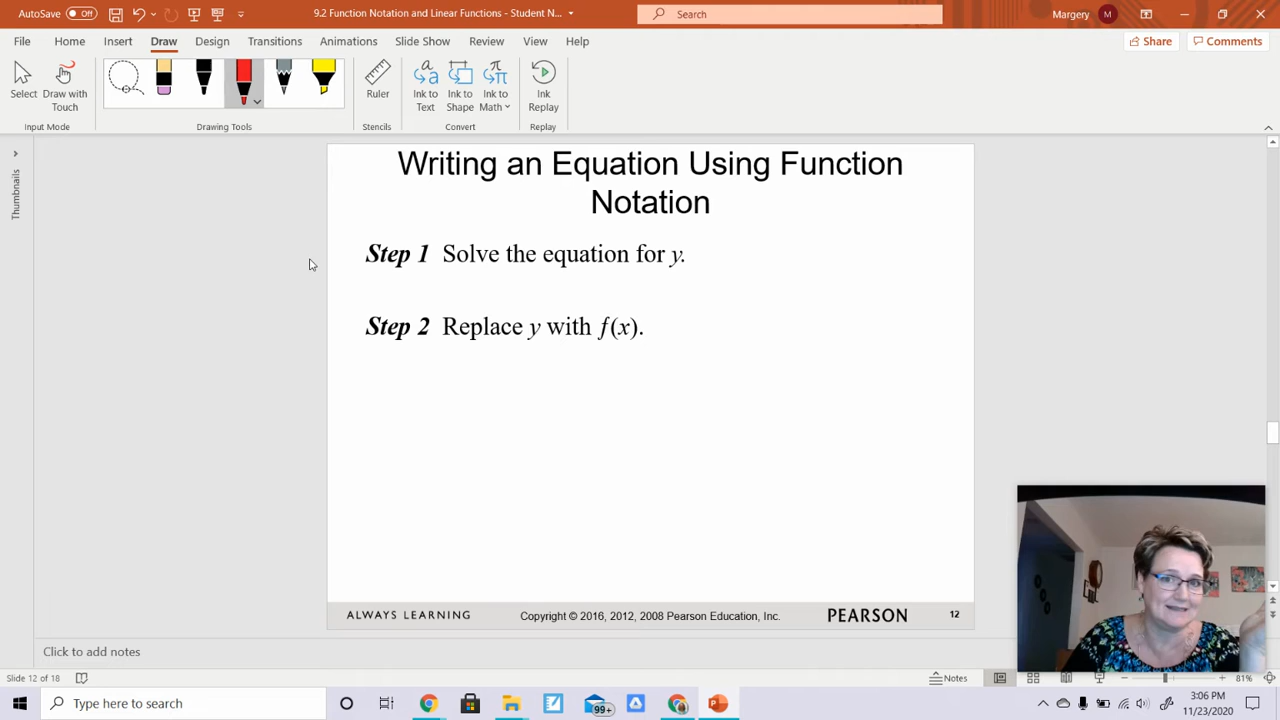 AutoSave Off 9.2 Function Notation and Linear Functions - Student N... Search Margery M
File Home Insert Draw Design Transitions Animations Slide Show Review View Help Share Comments
Select Draw with Touch Ruler Ink to Text Ink to Shape Ink to Math Ink Replay
Input Mode Drawing Tools Stencils Convert Replay
Thumbnails
Writing an Equation Using Function
Notation
Step 1 Solve the equation for y.
Step 2 Replace y with f(x).
ALWAYS LEARNING Copyright © 2016, 2012, 2008 Pearson Education, Inc. PEARSON 12
Click to add notes
Slide 12 of 18 Notes 81%
Type here to search 99+ 3:06 PM
11/23/2020